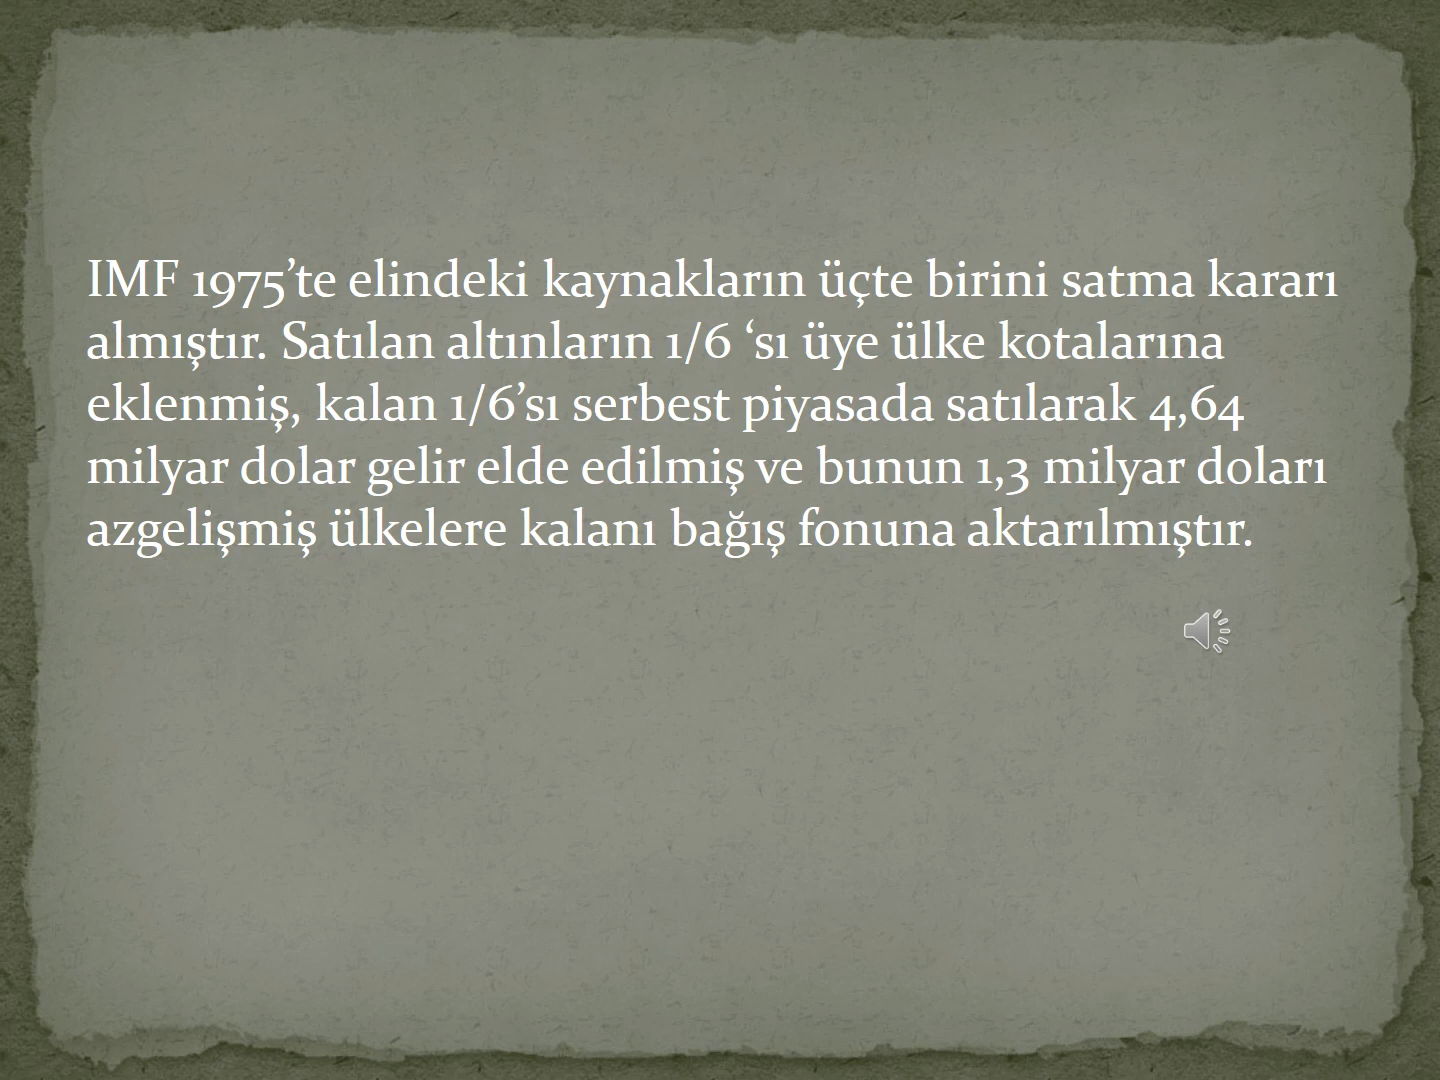 IMF 1975’te elindeki kaynakların üçte birini satma kararı
almıştır. Satılan altınların 1/6 ‘sı üye ülke kotalarına
eklenmiş, kalan 1/6’sı serbest piyasada satılarak 4,64
milyar dolar gelir elde edilmiş ve bunun 1,3 milyar doları
azgelişmiş ülkelere kalanı bağış fonuna aktarılmıştır.